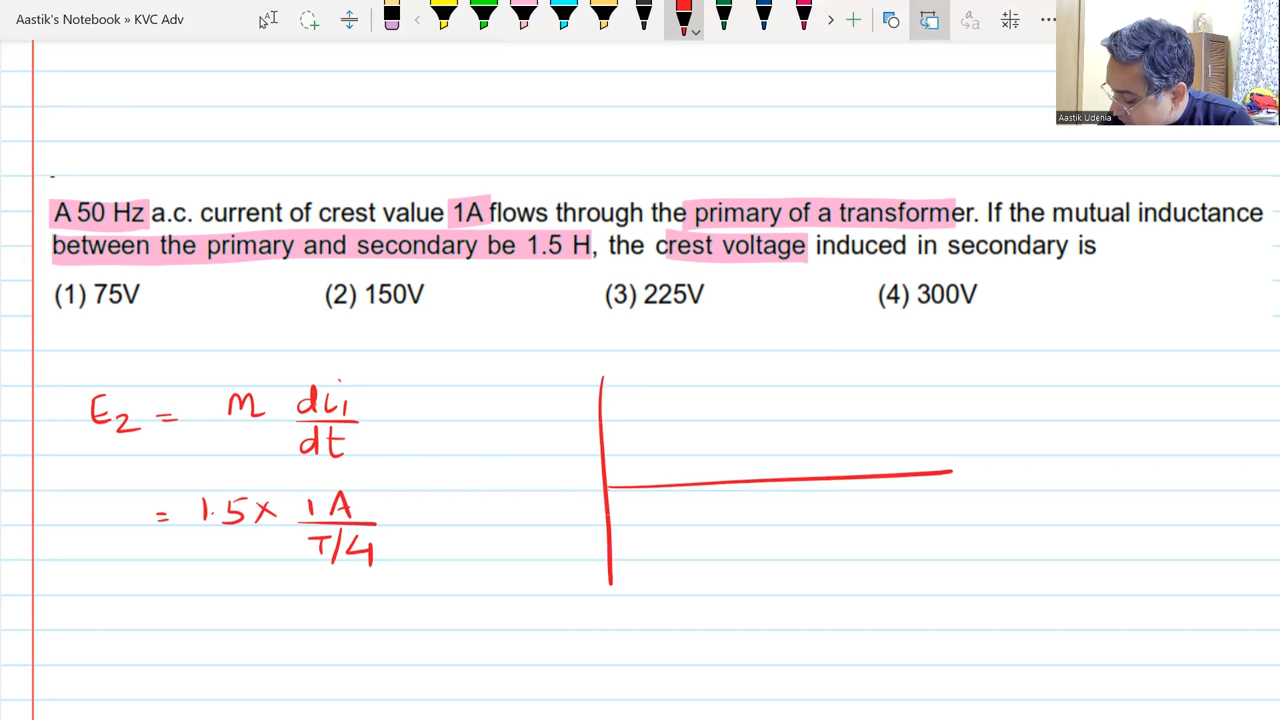 Aastik's Notebook » KVC Adv
Aastik Udenia
A 50 Hz a.c. current of crest value 1A flows through the primary of a transformer. If the mutual inductance
between the primary and secondary be 1.5 H, the crest voltage induced in secondary is
(1) 75V (2) 150V (3) 225V (4) 300V
E₂ = M di₁/dt
= 1.5 × 1A/T/4